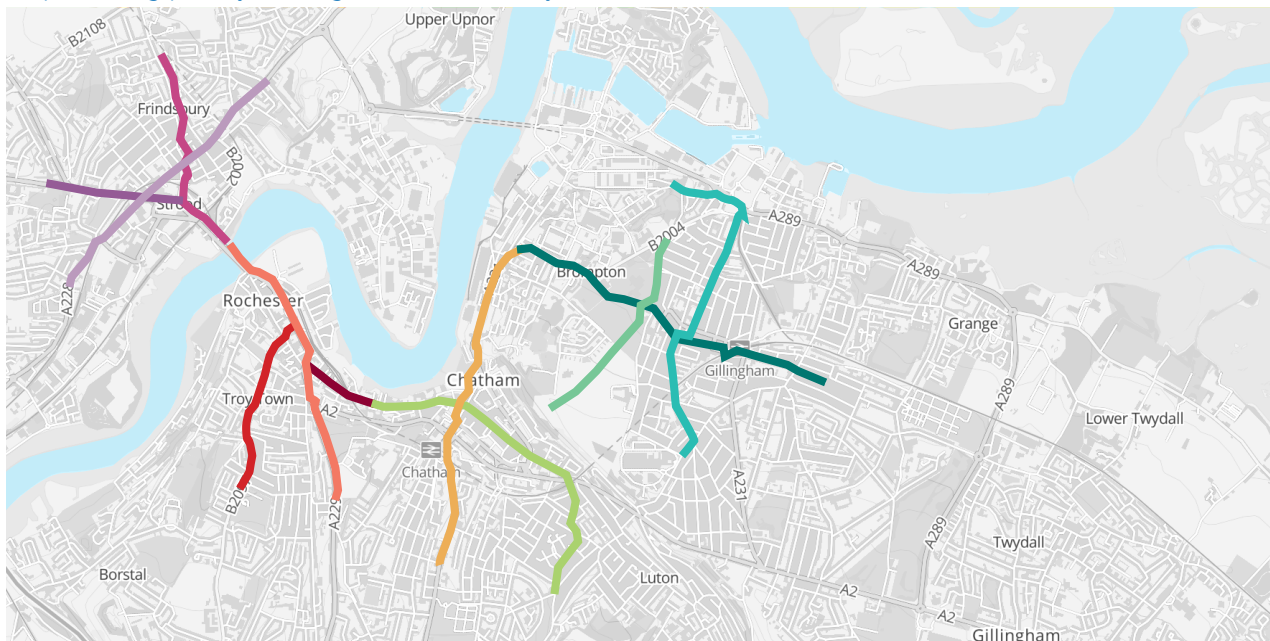 Upper Upnor
B2108
Frindsbury
B2002
Strood
A289
B2004
A289
Brompton
A228
Rochester
Grange
Gillingham
Chatham
A289
Troy Town
A2
Lower Twydall
Chatham
A231
A229
A289
Twydall
Borstal
Luton
A2
A2
Gillingham